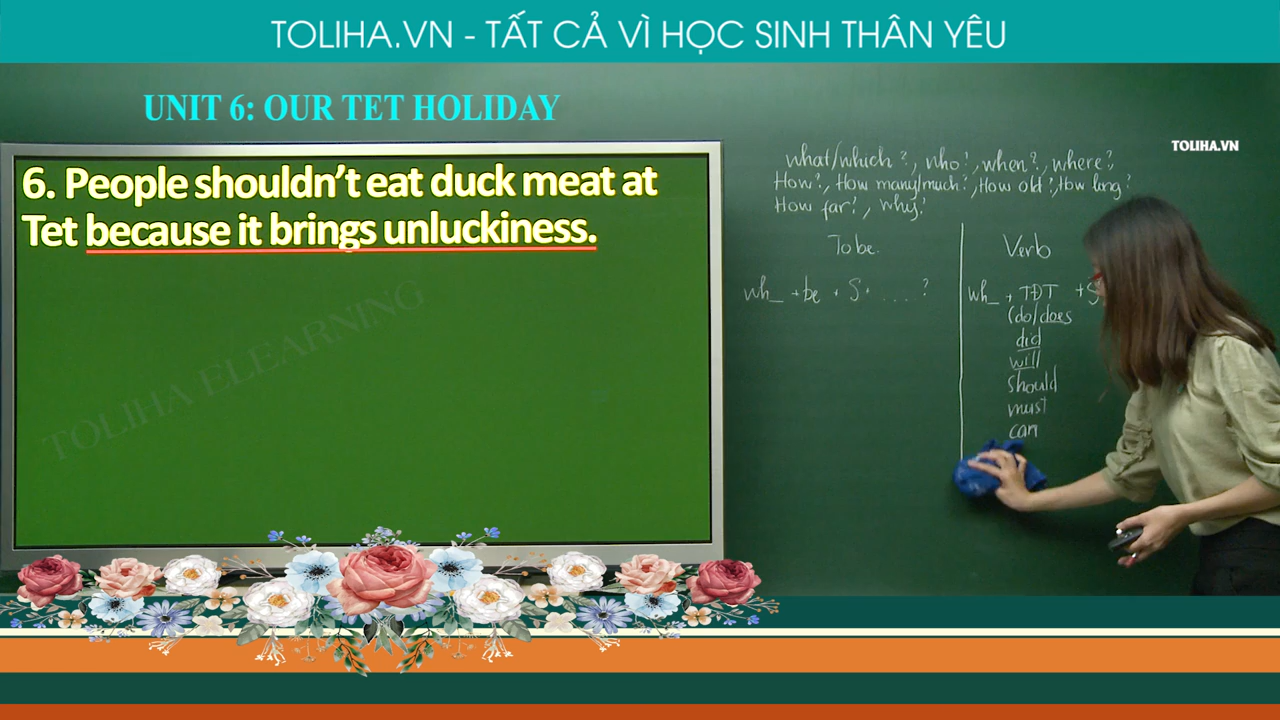 TOLIHA.VN - TẤT CẢ VÌ HỌC SINH THÂN YÊU
UNIT 6: OUR TET HOLIDAY
TOLIHA.VN
6. People shouldn't eat duck meat at
Tet because it brings unluckiness.
TOLIHA ELEARNING
what/which?, who?, when?, where?,
How?, How many/much?, How old?, How long?
How far?, why?
To be.
wh_ + be + S + .... ?
Verb
wh_ + TĐT + S
(do/does
did
will
should
must
can